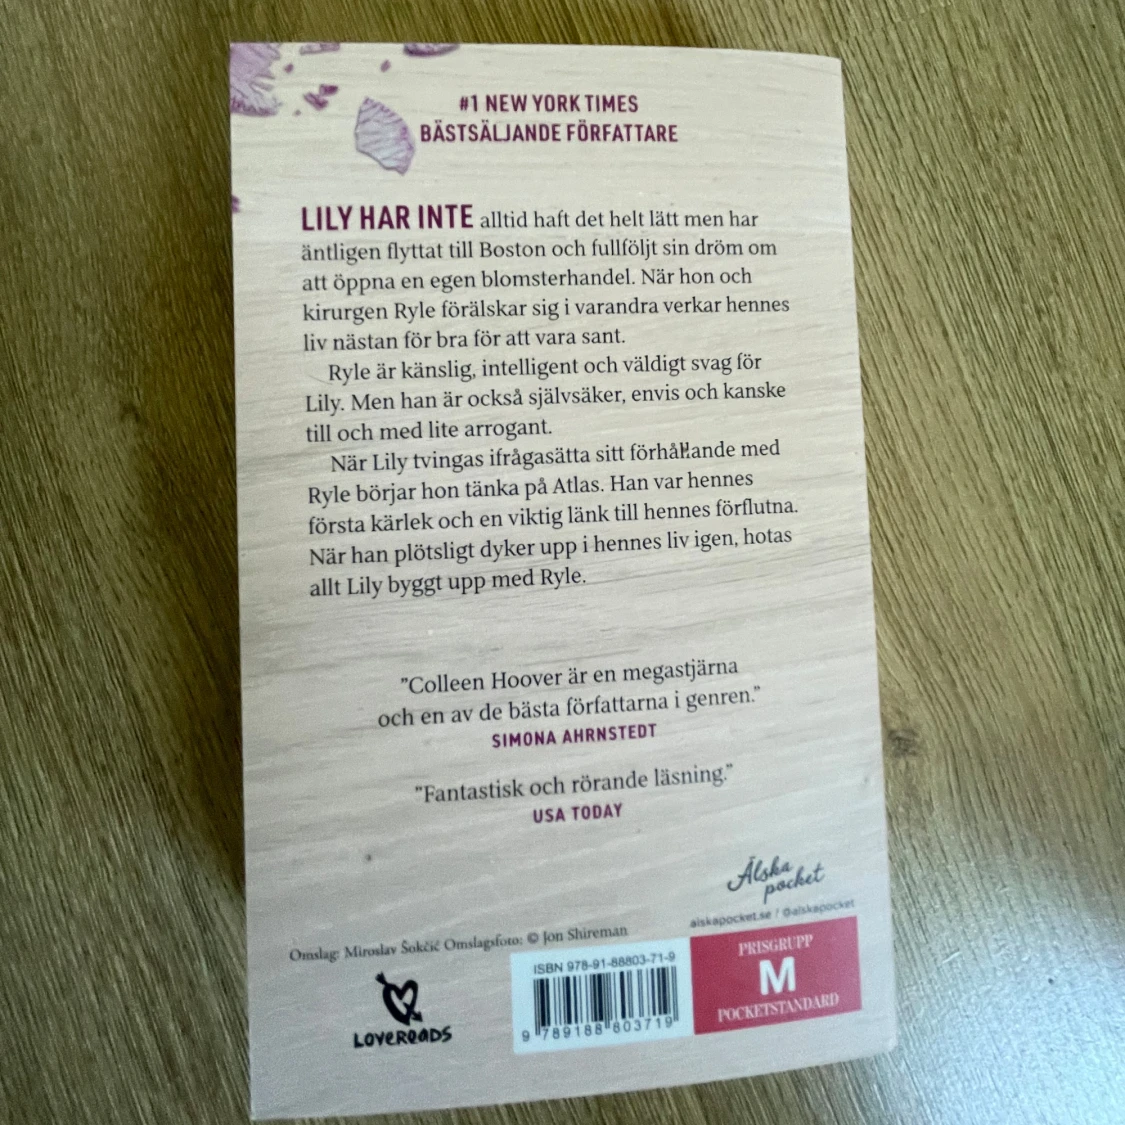 #1 NEW YORK TIMES
BÄSTSÄLJANDE FÖRFATTARE
LILY HAR INTE alltid haft det helt lätt men har
äntligen flyttat till Boston och fullföljt sin dröm om
att öppna en egen blomsterhandel. När hon och
kirurgen Ryle förälskar sig i varandra verkar hennes
liv nästan för bra för att vara sant.
Ryle är känslig, intelligent och väldigt svag för
Lily. Men han är också självsäker, envis och kanske
till och med lite arrogant.
När Lily tvingas ifrågasätta sitt förhållande med
Ryle börjar hon tänka på Atlas. Han var hennes
första kärlek och en viktig länk till hennes förflutna.
När han plötsligt dyker upp i hennes liv igen, hotas
allt Lily byggt upp med Ryle.
”Colleen Hoover är en megastjärna
och en av de bästa författarna i genren.”
SIMONA AHRNSTEDT
”Fantastisk och rörande läsning.”
USA TODAY
Älska
pocket
alskapocket.se / @alskapocket
Omslag: Miroslav Šokčić Omslagsfoto: © Jon Shireman
LOVEREADS
ISBN 978-91-88803-71-9
9 789188 803719
PRISGRUPP
M
POCKETSTANDARD